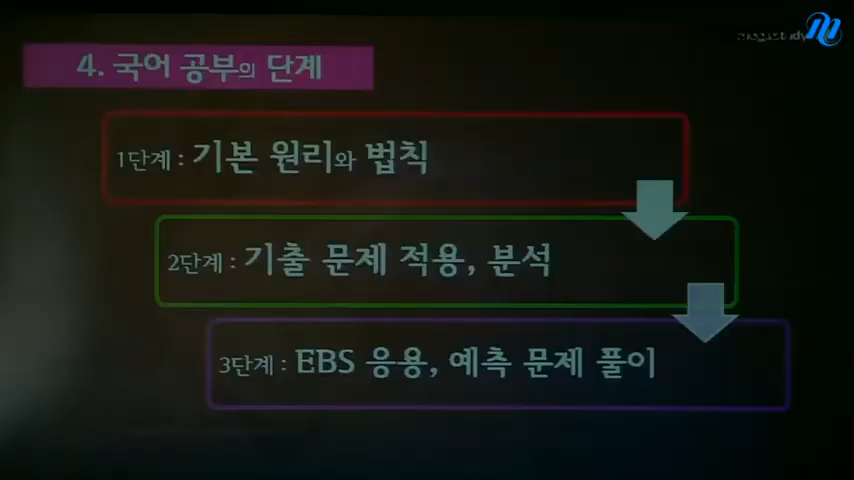 megastudy
4. 국어 공부의 단계
1단계 : 기본 원리와 법칙
2단계 : 기출 문제 적용, 분석
3단계 : EBS 응용, 예측 문제 풀이